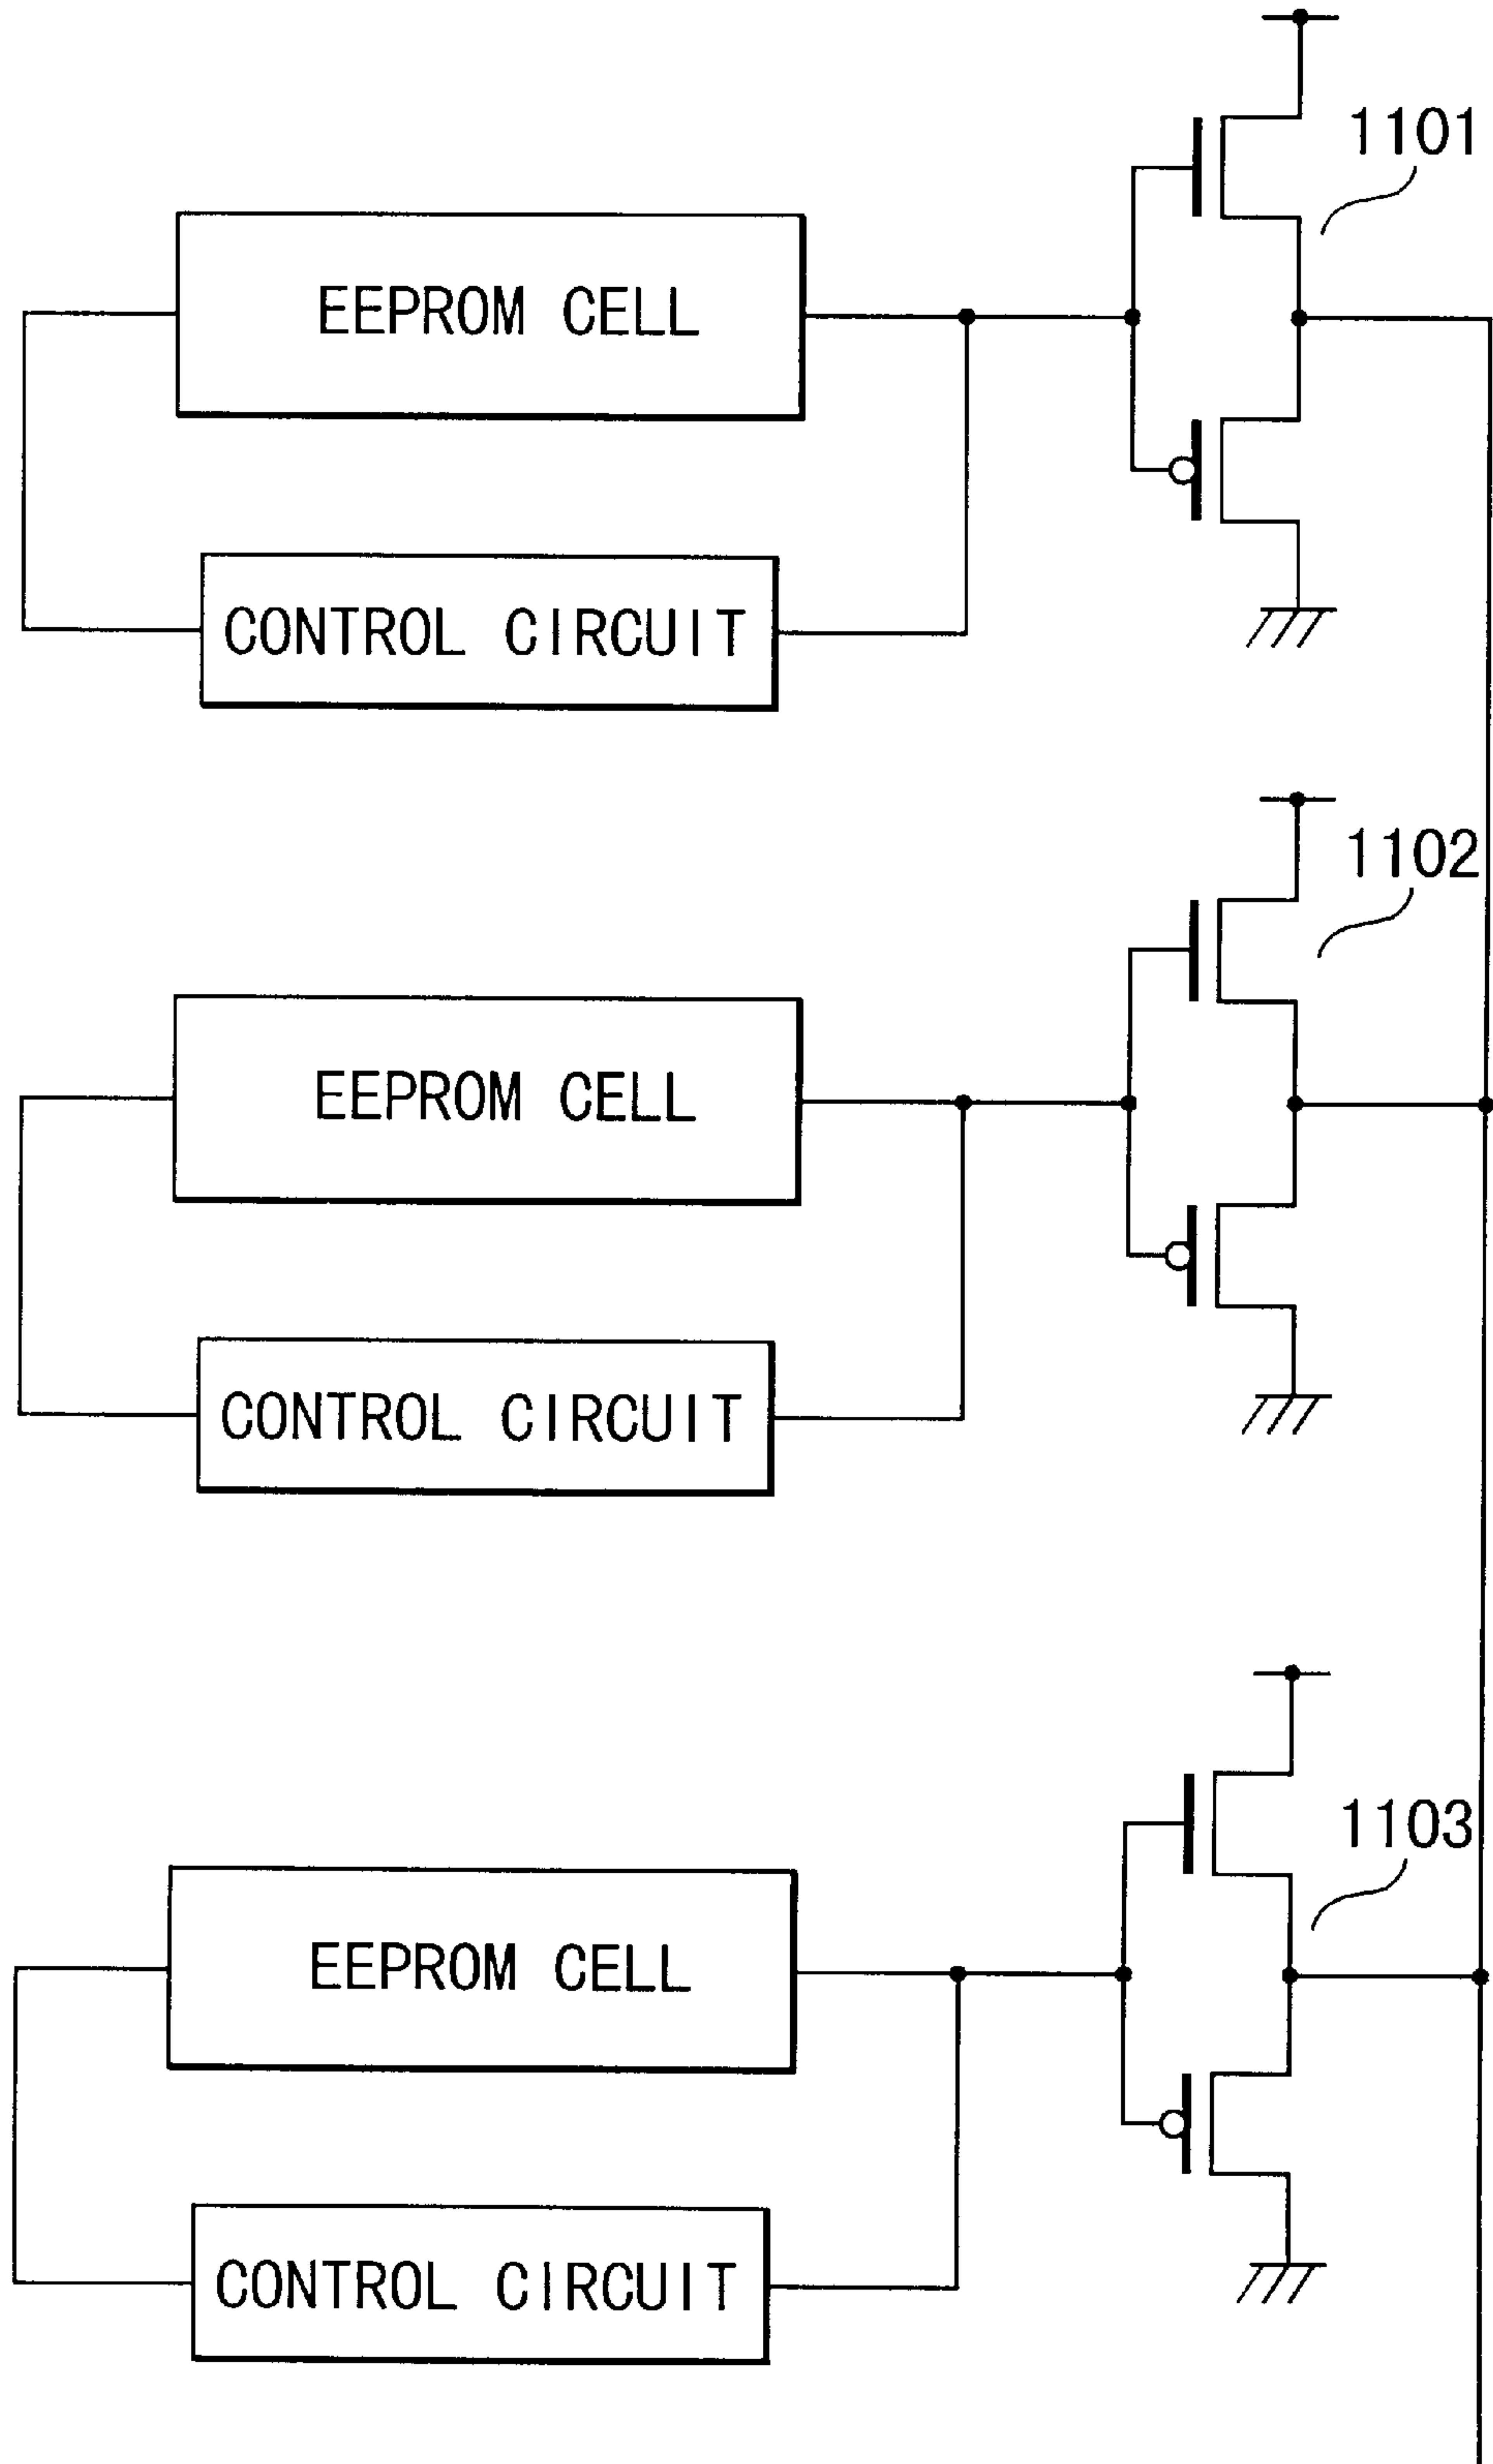 1101
EEPROM CELL
CONTROL CIRCUIT
1102
EEPROM CELL
CONTROL CIRCUIT
1103
EEPROM CELL
CONTROL CIRCUIT